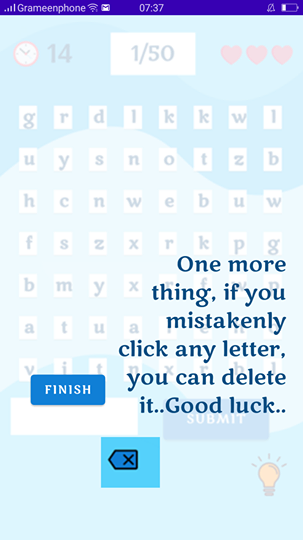 Grameenphone 07:37
14 1/50
g r d l k k w l
u y s n o t z b
h c n w e b u w
f s z x r k p g
One more
thing, if you
mistakenly
click any letter,
you can delete
it..Good luck..
b m y x r
a t u a
v i t n x r
FINISH
SUBMIT